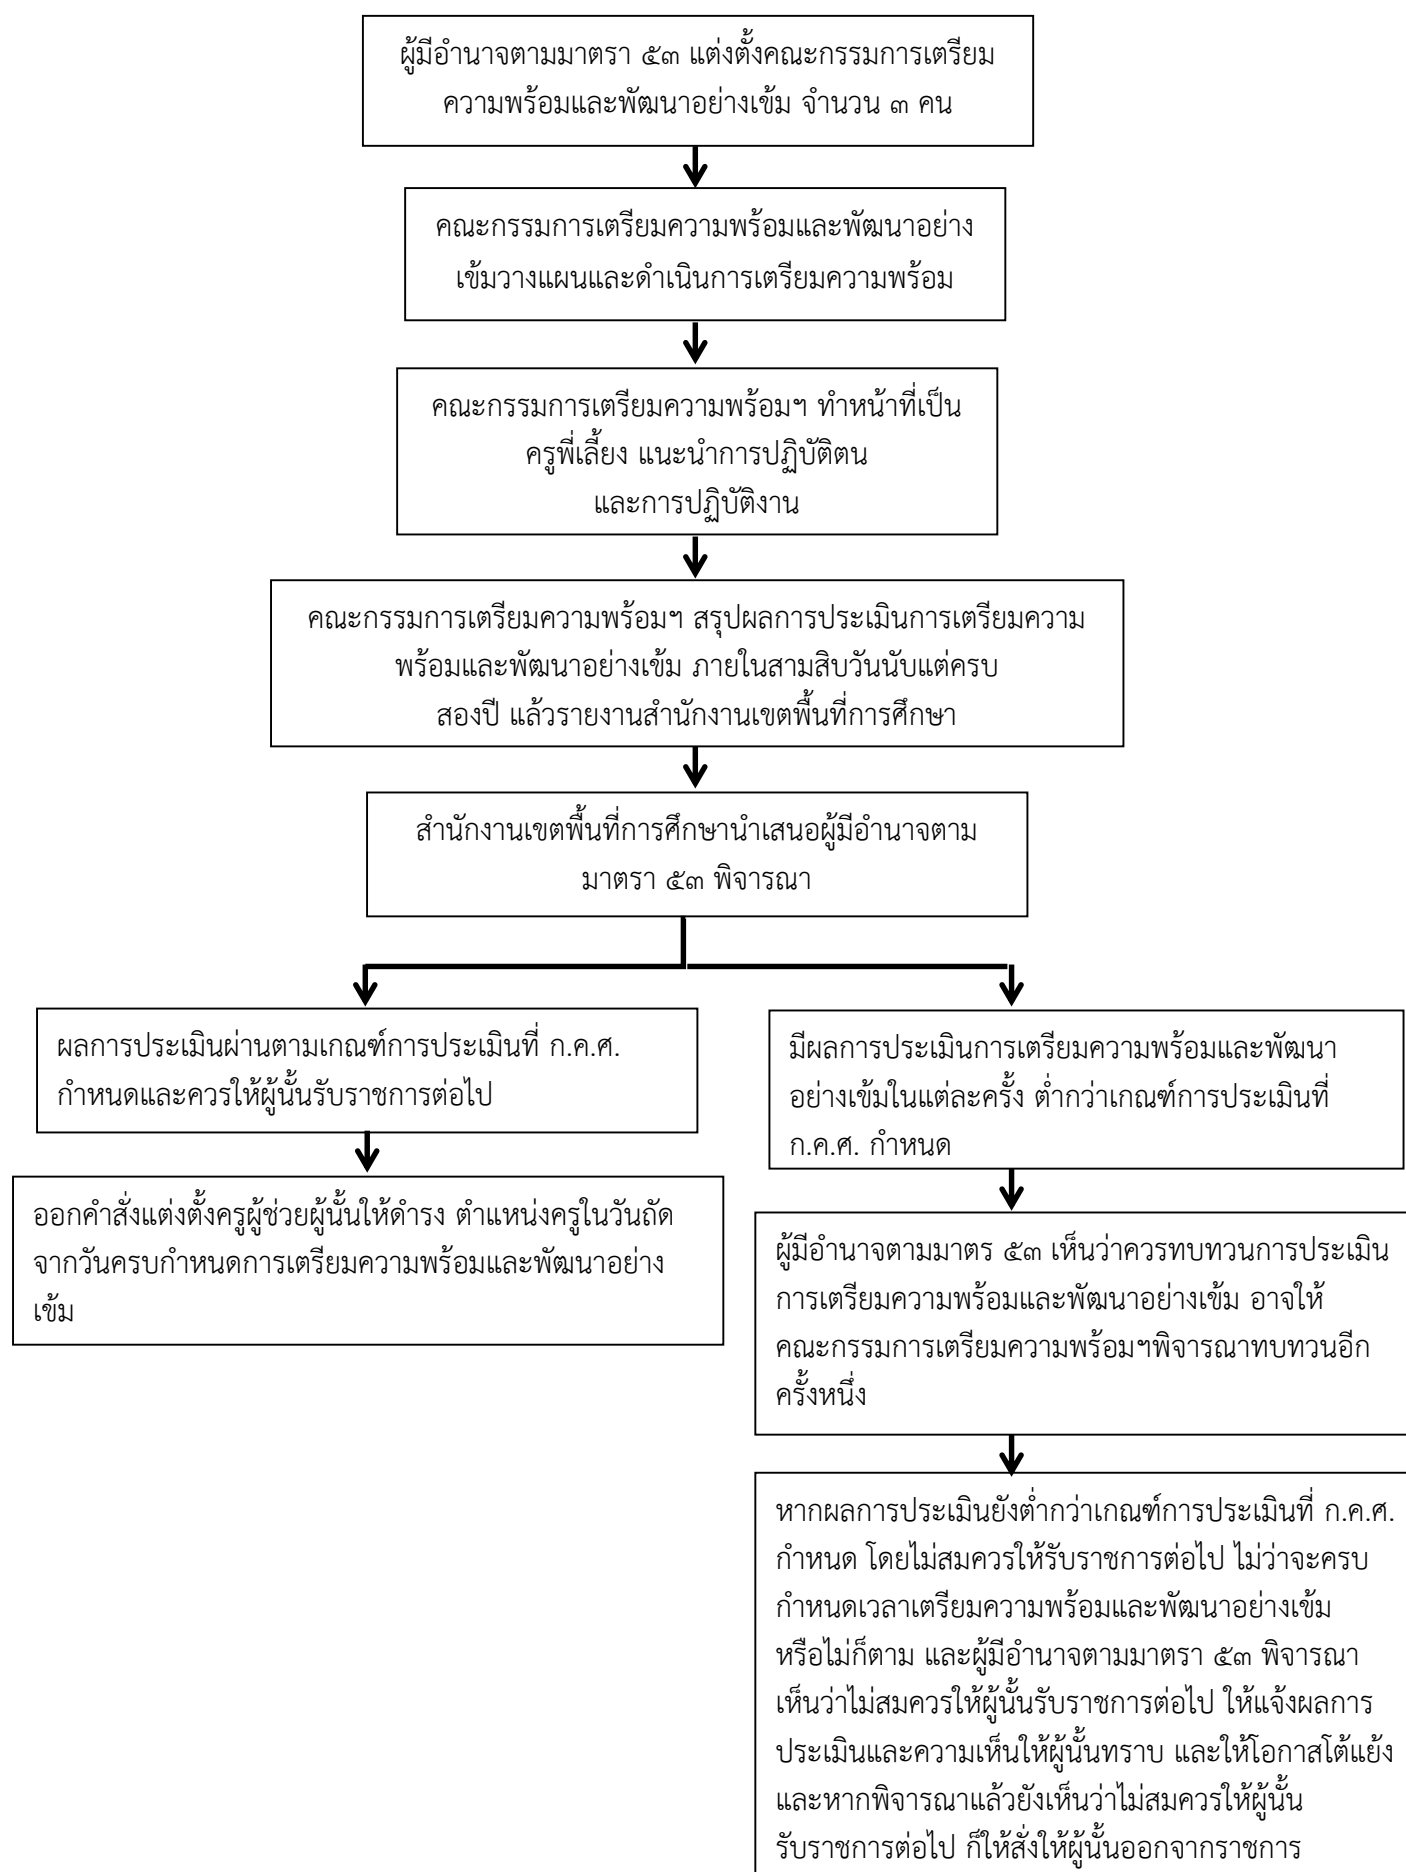 ผู้มีอำนาจตามมาตรา ๕๓ แต่งตั้งคณะกรรมการเตรียม
ความพร้อมและพัฒนาอย่างเข้ม จำนวน ๓ คน
คณะกรรมการเตรียมความพร้อมและพัฒนาอย่าง
เข้มวางแผนและดำเนินการเตรียมความพร้อม
คณะกรรมการเตรียมความพร้อมฯ ทำหน้าที่เป็น
ครูพี่เลี้ยง แนะนำการปฏิบัติตน
และการปฏิบัติงาน
คณะกรรมการเตรียมความพร้อมฯ สรุปผลการประเมินการเตรียมความ
พร้อมและพัฒนาอย่างเข้ม ภายในสามสิบวันนับแต่ครบ
สองปี แล้วรายงานสำนักงานเขตพื้นที่การศึกษา
สำนักงานเขตพื้นที่การศึกษานำเสนอผู้มีอำนาจตาม
มาตรา ๕๓ พิจารณา
ผลการประเมินผ่านตามเกณฑ์การประเมินที่ ก.ค.ศ.
กำหนดและควรให้ผู้นั้นรับราชการต่อไป
ออกคำสั่งแต่งตั้งครูผู้ช่วยผู้นั้นให้ดำรง ตำแหน่งครูในวันถัด
จากวันครบกำหนดการเตรียมความพร้อมและพัฒนาอย่าง
เข้ม
มีผลการประเมินการเตรียมความพร้อมและพัฒนา
อย่างเข้มในแต่ละครั้ง ต่ำกว่าเกณฑ์การประเมินที่
ก.ค.ศ. กำหนด
ผู้มีอำนาจตามมาตร ๕๓ เห็นว่าควรทบทวนการประเมิน
การเตรียมความพร้อมและพัฒนาอย่างเข้ม อาจให้
คณะกรรมการเตรียมความพร้อมฯพิจารณาทบทวนอีก
ครั้งหนึ่ง
หากผลการประเมินยังต่ำกว่าเกณฑ์การประเมินที่ ก.ค.ศ.
กำหนด โดยไม่สมควรให้รับราชการต่อไป ไม่ว่าจะครบ
กำหนดเวลาเตรียมความพร้อมและพัฒนาอย่างเข้ม
หรือไม่ก็ตาม และผู้มีอำนาจตามมาตรา ๕๓ พิจารณา
เห็นว่าไม่สมควรให้ผู้นั้นรับราชการต่อไป ให้แจ้งผลการ
ประเมินและความเห็นให้ผู้นั้นทราบ และให้โอกาสโต้แย้ง
และหากพิจารณาแล้วยังเห็นว่าไม่สมควรให้ผู้นั้น
รับราชการต่อไป ก็ให้สั่งให้ผู้นั้นออกจากราชการ